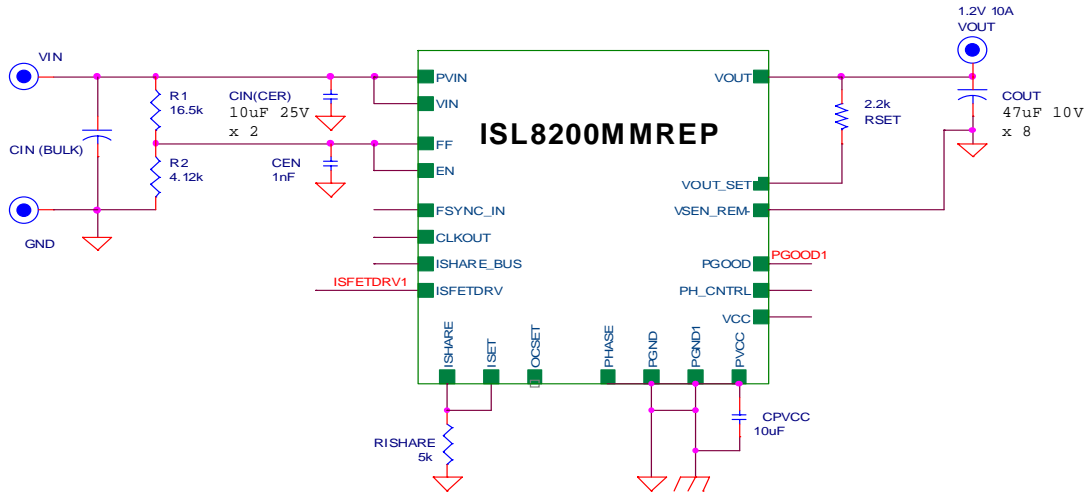 1.2V 10A
VOUT
VIN
R1
16.5k
CIN(CER)
10uF 25V
x 2
CIN (BULK)
R2
4.12k
CEN
1nF
GND
ISFETDRV1
PVIN
VIN
FF
EN
FSYNC_IN
CLKOUT
ISHARE_BUS
ISFETDRV
ISL8200MMREP
VOUT
VOUT_SET
VSEN_REM-
PGOOD
PH_CNTRL
VCC
PGOOD1
2.2k
RSET
COUT
47uF 10V
x 8
ISHARE
ISET
OCSET
PHASE
PGND
PGND1
PVCC
RISHARE
5k
CPVCC
10uF